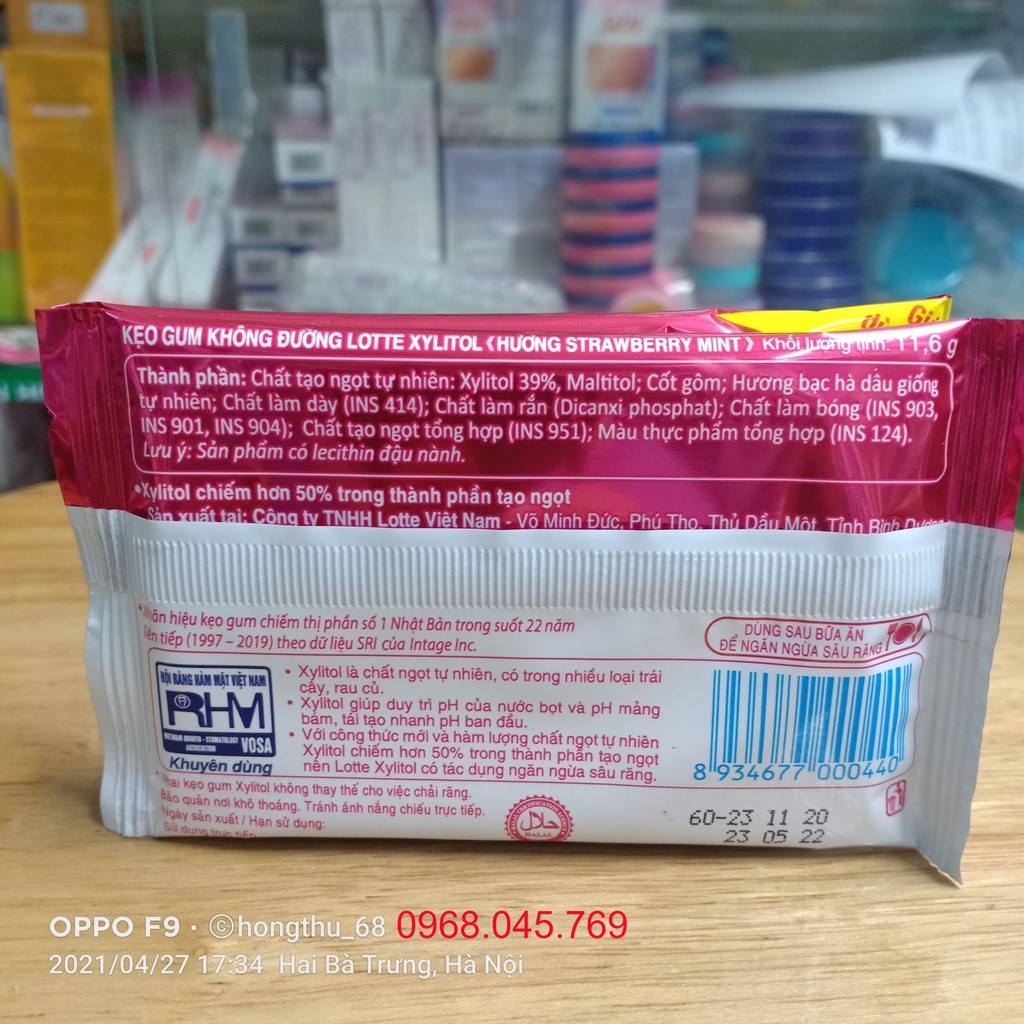 KẸO GUM KHÔNG ĐƯỜNG LOTTE XYLITOL《HƯƠNG STRAWBERRY MINT》Khối lượng tịnh: 11,6 g
Thành phần: Chất tạo ngọt tự nhiên: Xylitol 39%, Maltitol; Cốt gôm; Hương bạc hà dâu giống
tự nhiên; Chất làm dày (INS 414); Chất làm rắn (Dicanxi phosphat); Chất làm bóng (INS 903,
INS 901, INS 904); Chất tạo ngọt tổng hợp (INS 951); Màu thực phẩm tổng hợp (INS 124).
Lưu ý: Sản phẩm có lecithin đậu nành.
•Xylitol chiếm hơn 50% trong thành phần tạo ngọt
Sản xuất tại: Công ty TNHH Lotte Việt Nam - Võ Minh Đức, Phú Thọ, Thủ Dầu Một, Tỉnh Bình Dương
*Nhãn hiệu kẹo gum chiếm thị phần số 1 Nhật Bản trong suốt 22 năm
liên tiếp (1997 – 2019) theo dữ liệu SRI của Intage Inc.
DÙNG SAU BỮA ĂN
ĐỂ NGĂN NGỪA SÂU RĂNG
HỘI RĂNG HÀM MẶT VIỆT NAM
RHM
VIETNAM ODONTO - STOMATOLOGY
ASSOCIATION
VOSA
Khuyên dùng
• Xylitol là chất ngọt tự nhiên, có trong nhiều loại trái
cây, rau củ.
• Xylitol giúp duy trì pH của nước bọt và pH mảng
bám, tái tạo nhanh pH ban đầu.
• Với công thức mới và hàm lượng chất ngọt tự nhiên
Xylitol chiếm hơn 50% trong thành phần tạo ngọt
nên Lotte Xylitol có tác dụng ngăn ngừa sâu răng.
8 934677 000440
*Nhai kẹo gum Xylitol không thay thế cho việc chải răng.
Bảo quản nơi khô thoáng. Tránh ánh nắng chiếu trực tiếp.
Ngày sản xuất / Hạn sử dụng:
Sử dụng trực tiếp
HALAL
60-23 11 20
23 05 22
OPPO F9 · ©hongthu_68 0968.045.769
2021/04/27 17:34 Hai Bà Trưng, Hà Nội